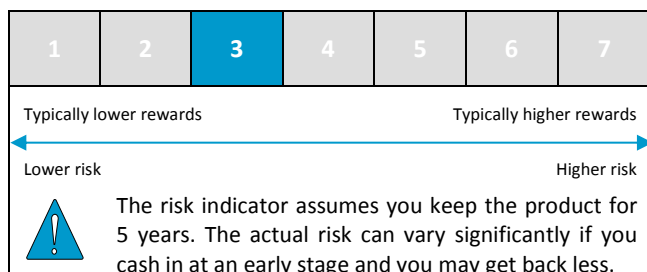 1 2 3 4 5 6 7
Typically lower rewards Typically higher rewards
Lower risk Higher risk
The risk indicator assumes you keep the product for
5 years. The actual risk can vary significantly if you
cash in at an early stage and you may get back less.